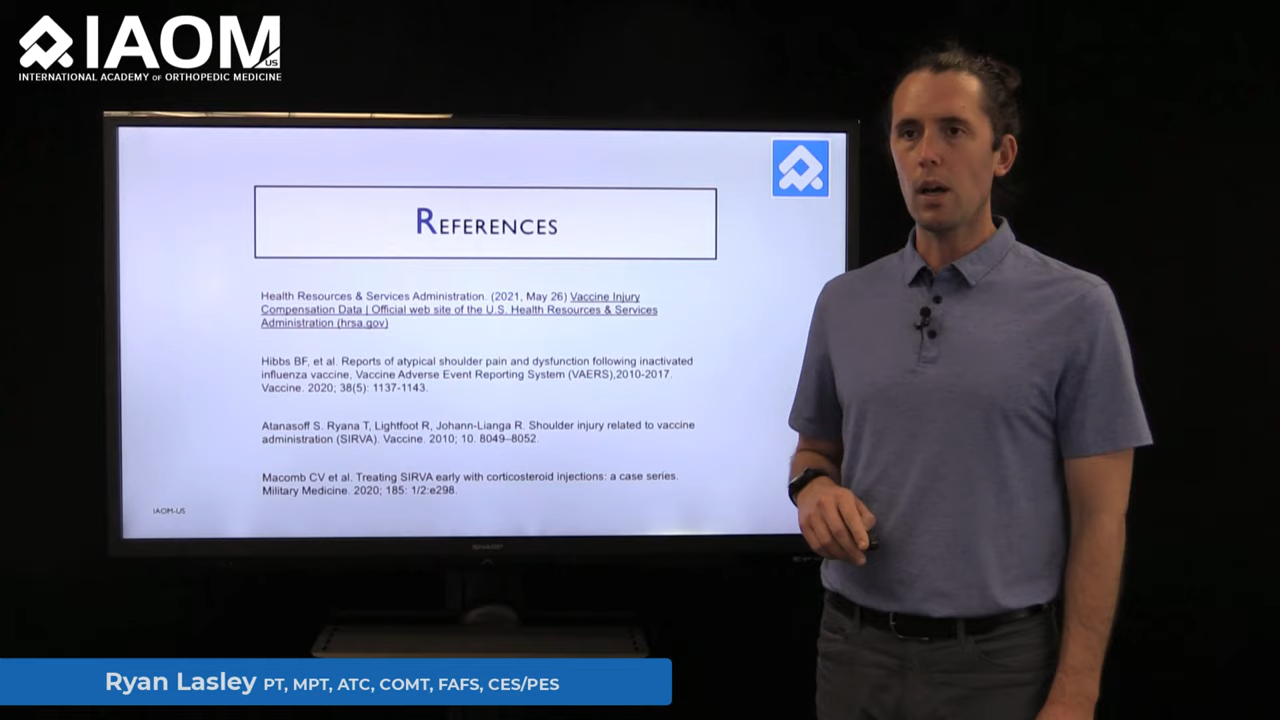 IAOM
US
INTERNATIONAL ACADEMY OF ORTHOPEDIC MEDICINE
REFERENCES
Health Resources & Services Administration. (2021, May 26) Vaccine Injury
Compensation Data | Official web site of the U.S. Health Resources & Services
Administration (hrsa.gov)
Hibbs BF, et al. Reports of atypical shoulder pain and dysfunction following inactivated
influenza vaccine, Vaccine Adverse Event Reporting System (VAERS),2010-2017.
Vaccine. 2020; 38(5): 1137-1143.
Atanasoff S. Ryana T, Lightfoot R, Johann-Lianga R. Shoulder injury related to vaccine
administration (SIRVA). Vaccine. 2010; 10. 8049–8052.
Macomb CV et al. Treating SIRVA early with corticosteroid injections: a case series.
Military Medicine. 2020; 185: 1/2:e298.
IAOM-US
SHARP
Ryan Lasley PT, MPT, ATC, COMT, FAFS, CES/PES